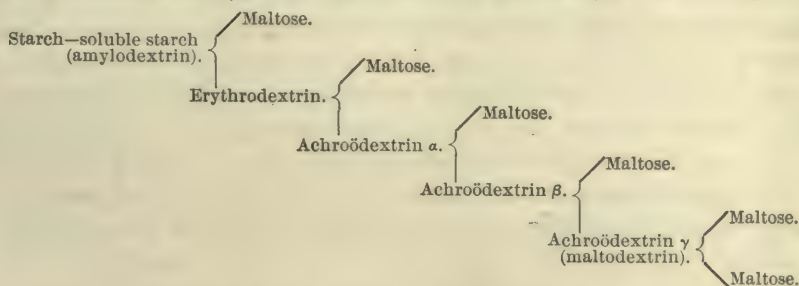 Maltose.
Starch—soluble starch
(amylodextrin).
Maltose.
Erythrodextrin.
Maltose.
Achroödextrin α.
Maltose.
Achroödextrin β.
Maltose.
Achroödextrin γ
(maltodextrin).
Maltose.